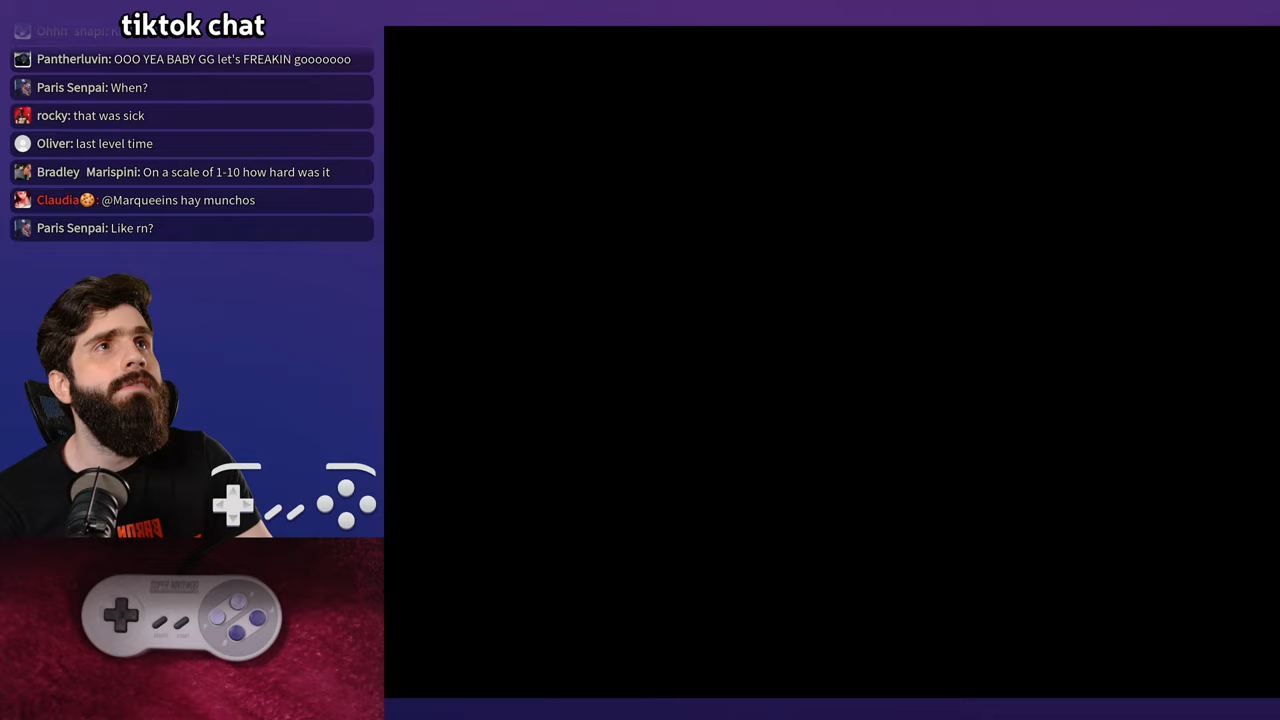 tiktok chat
Pantherluvin: OOO YEA BABY GG let's FREAKIN gooooooo
Paris Senpai: When?
rocky: that was sick
Oliver: last level time
Bradley Marispini: On a scale of 1-10 how hard was it
Claudia🍪: @Marqueeins hay munchos
Paris Senpai: Like rn?
SUPER NINTENDO